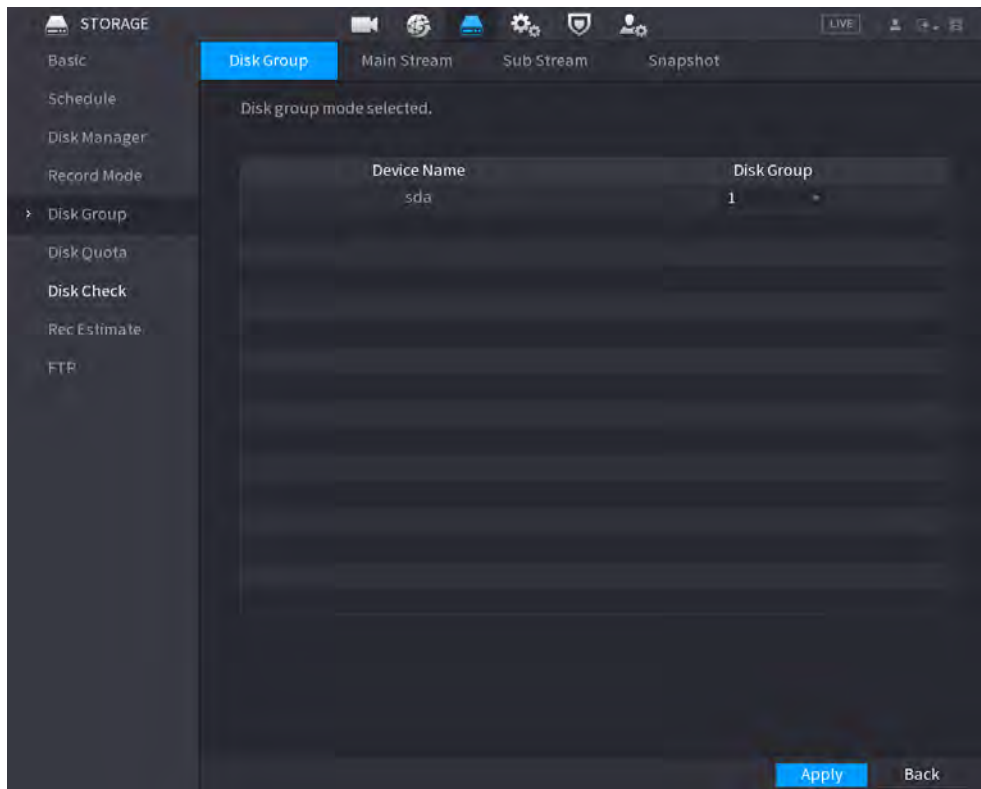 STORAGE LIVE
Basic
Schedule
Disk Manager
Record Mode
Disk Group
Disk Quota
Disk Check
Rec Estimate
FTP
Disk Group Main Stream Sub Stream Snapshot
Disk group mode selected.
Device Name Disk Group
sda 1
Apply Back